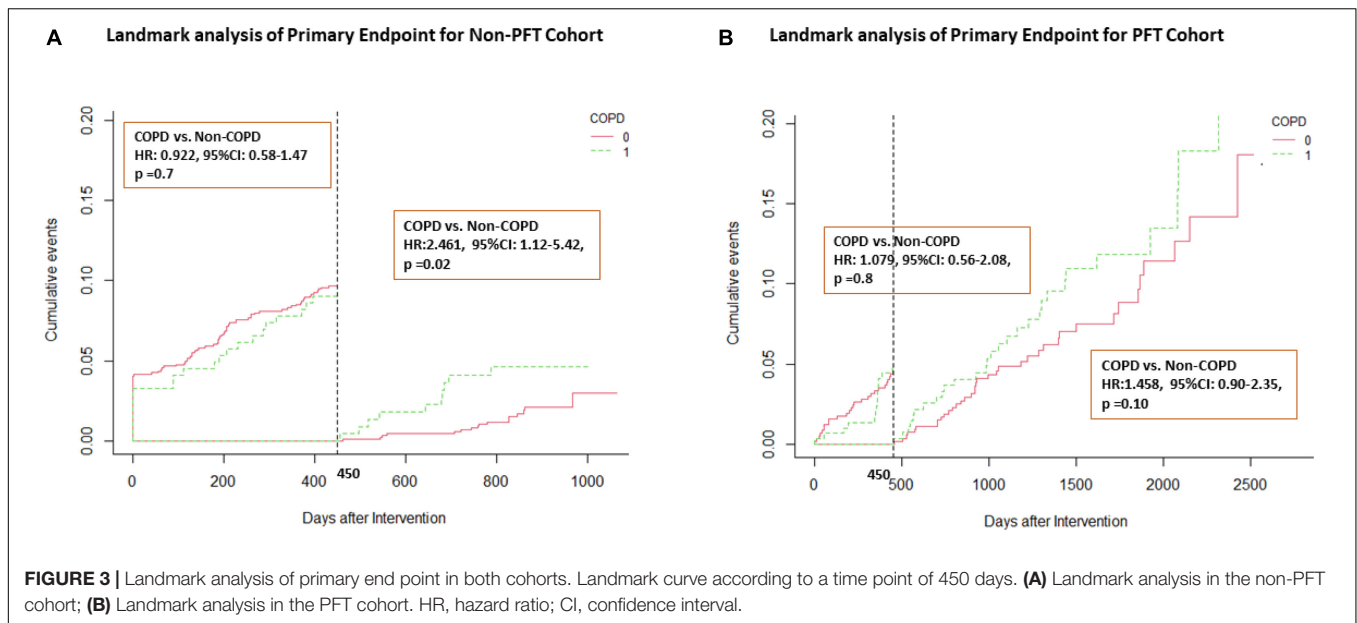 A Landmark analysis of Primary Endpoint for Non-PFT Cohort
Cumulative events
0.20
0.15
0.10
0.05
0.00
COPD vs. Non-COPD
HR: 0.922, 95%CI: 0.58-1.47
p =0.7
COPD
0
1
COPD vs. Non-COPD
HR:2.461, 95%CI: 1.12-5.42,
p =0.02
0 200 400 450 600 800 1000
Days after Intervention
B Landmark analysis of Primary Endpoint for PFT Cohort
Cumulative events
0.20
0.15
0.10
0.05
0.00
COPD
0
1
COPD vs. Non-COPD
HR: 1.079, 95%CI: 0.56-2.08,
p =0.8
COPD vs. Non-COPD
HR:1.458, 95%CI: 0.90-2.35,
p =0.10
0 450 500 1000 1500 2000 2500
Days after Intervention
FIGURE 3 | Landmark analysis of primary end point in both cohorts. Landmark curve according to a time point of 450 days. (A) Landmark analysis in the non-PFT
cohort; (B) Landmark analysis in the PFT cohort. HR, hazard ratio; CI, confidence interval.